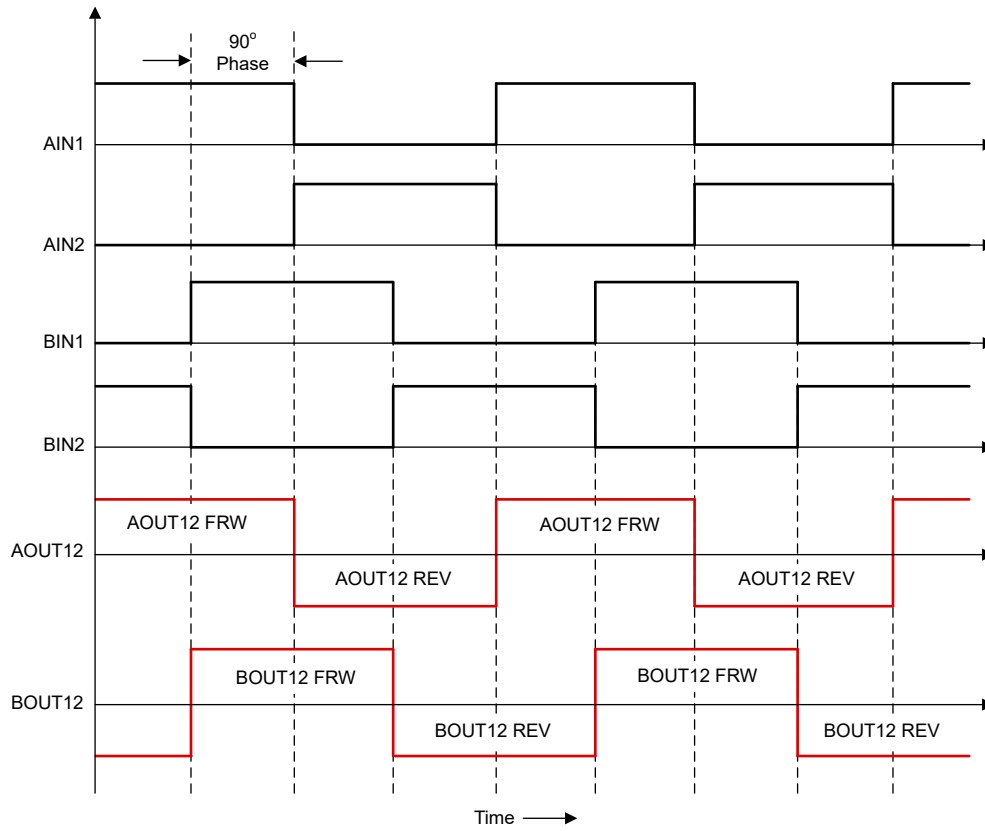 90o
Phase
AIN1
AIN2
BIN1
BIN2
AOUT12 FRW
AOUT12 FRW
AOUT12
AOUT12 REV
AOUT12 REV
BOUT12 FRW
BOUT12 FRW
BOUT12
BOUT12 REV
BOUT12 REV
Time